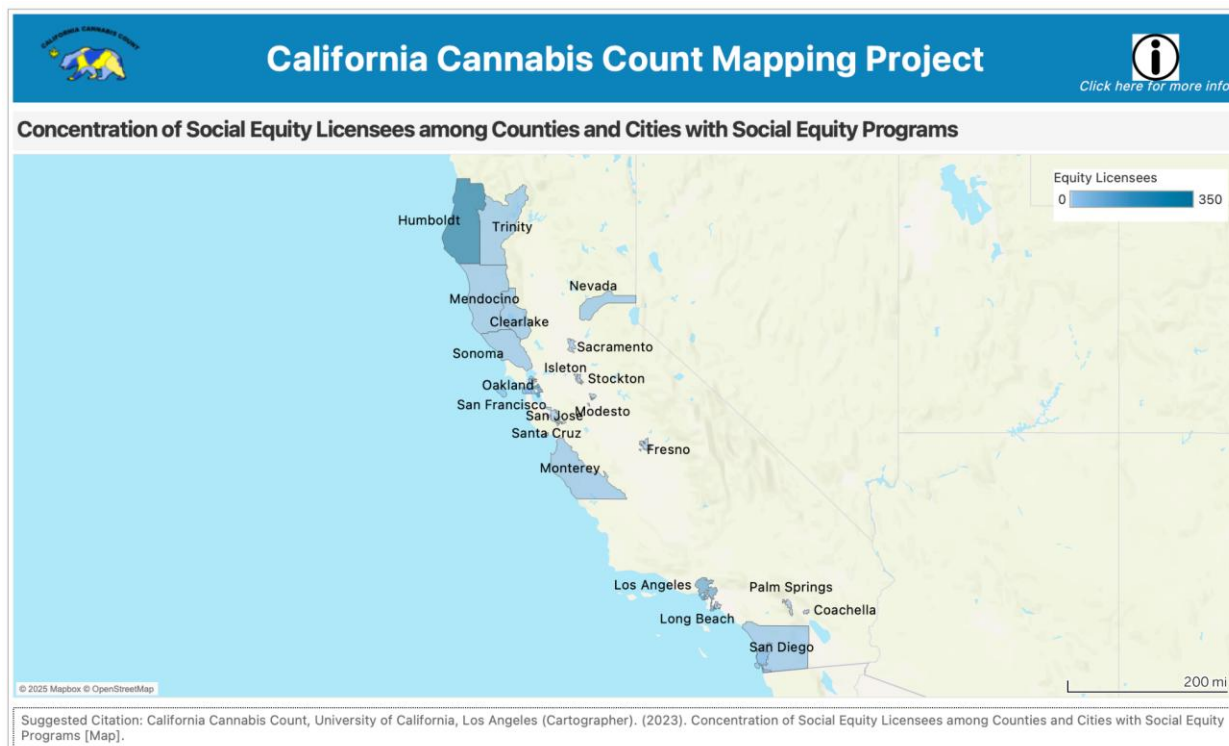 CALIFORNIA CANNABIS COUNT
California Cannabis Count Mapping Project
i
Click here for more info
Concentration of Social Equity Licensees among Counties and Cities with Social Equity Programs
Equity Licensees
0 350
Humboldt
Trinity
Nevada
Mendocino
Clearlake
Sacramento
Sonoma
Isleton
Stockton
Oakland
San Francisco
Modesto
San Jose
Santa Cruz
Fresno
Monterey
Los Angeles
Palm Springs
Coachella
Long Beach
San Diego
200 mi
© 2025 Mapbox © OpenStreetMap
Suggested Citation: California Cannabis Count, University of California, Los Angeles (Cartographer). (2023). Concentration of Social Equity Licensees among Counties and Cities with Social Equity
Programs [Map].